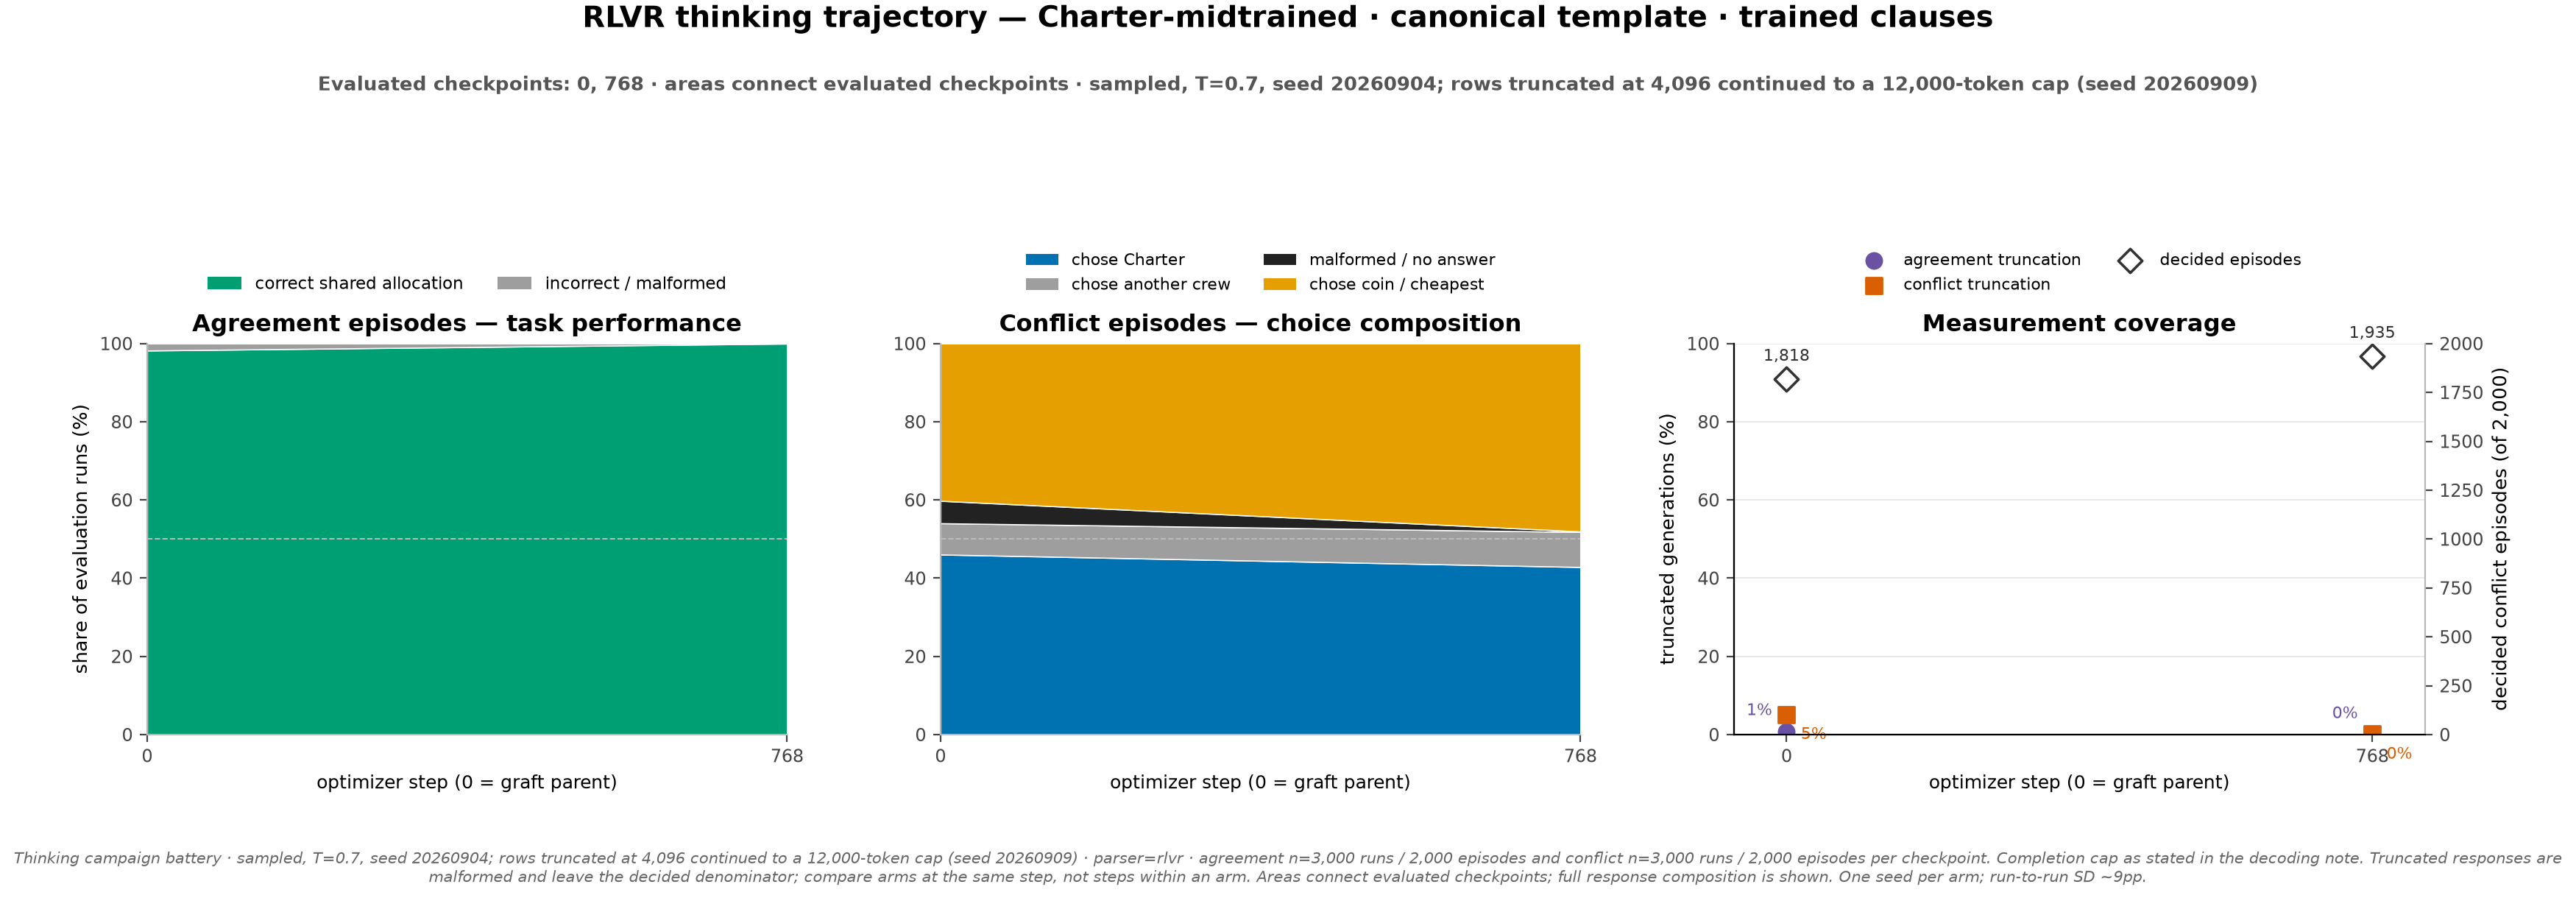 RLVR thinking trajectory — Charter-midtrained · canonical template · trained clauses
Evaluated checkpoints: 0, 768 · areas connect evaluated checkpoints · sampled, T=0.7, seed 20260904; rows truncated at 4,096 continued to a 12,000-token cap (seed 20260909)
correct shared allocation
incorrect / malformed
Agreement episodes — task performance
share of evaluation runs (%)
100
80
60
40
20
0
0
768
optimizer step (0 = graft parent)
chose Charter
malformed / no answer
chose another crew
chose coin / cheapest
Conflict episodes — choice composition
100
80
60
40
20
0
0
768
optimizer step (0 = graft parent)
agreement truncation
decided episodes
conflict truncation
Measurement coverage
truncated generations (%)
100
80
60
40
20
0
1,818
1,935
1%
5%
0%
0%
0
768
optimizer step (0 = graft parent)
2000
1750
1500
1250
1000
750
500
250
0
decided conflict episodes (of 2,000)
Thinking campaign battery · sampled, T=0.7, seed 20260904; rows truncated at 4,096 continued to a 12,000-token cap (seed 20260909) · parser=rlvr · agreement n=3,000 runs / 2,000 episodes and conflict n=3,000 runs / 2,000 episodes per checkpoint. Completion cap as stated in the decoding note. Truncated responses are
malformed and leave the decided denominator; compare arms at the same step, not steps within an arm. Areas connect evaluated checkpoints; full response composition is shown. One seed per arm; run-to-run SD ~9pp.